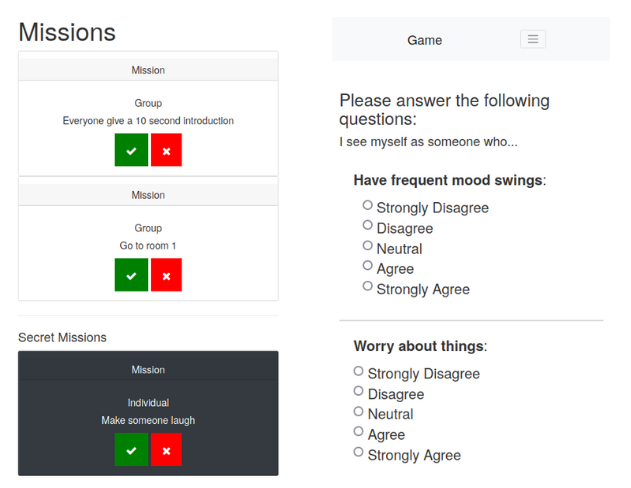 Missions
Mission
Group
Everyone give a 10 second introduction
Mission
Group
Go to room 1
Secret Missions
Mission
Individual
Make someone laugh
Game
Please answer the following
questions:
I see myself as someone who...
Have frequent mood swings:
Strongly Disagree
Disagree
Neutral
Agree
Strongly Agree
Worry about things:
Strongly Disagree
Disagree
Neutral
Agree
Strongly Agree